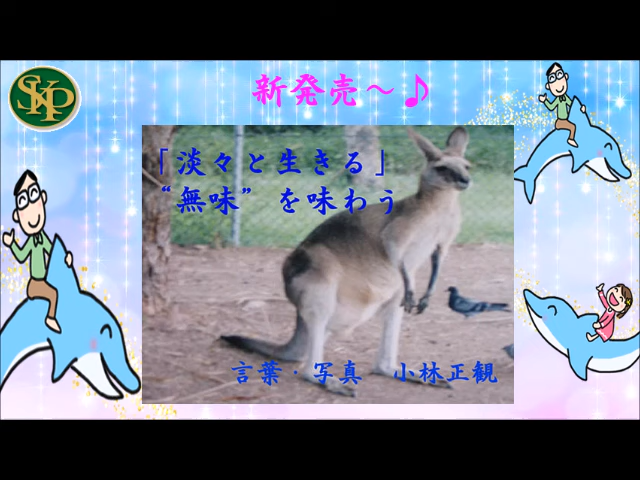 SKP
新発売～♪
「淡々と生きる」
“無味”を味わう
言葉・写真　小林正観